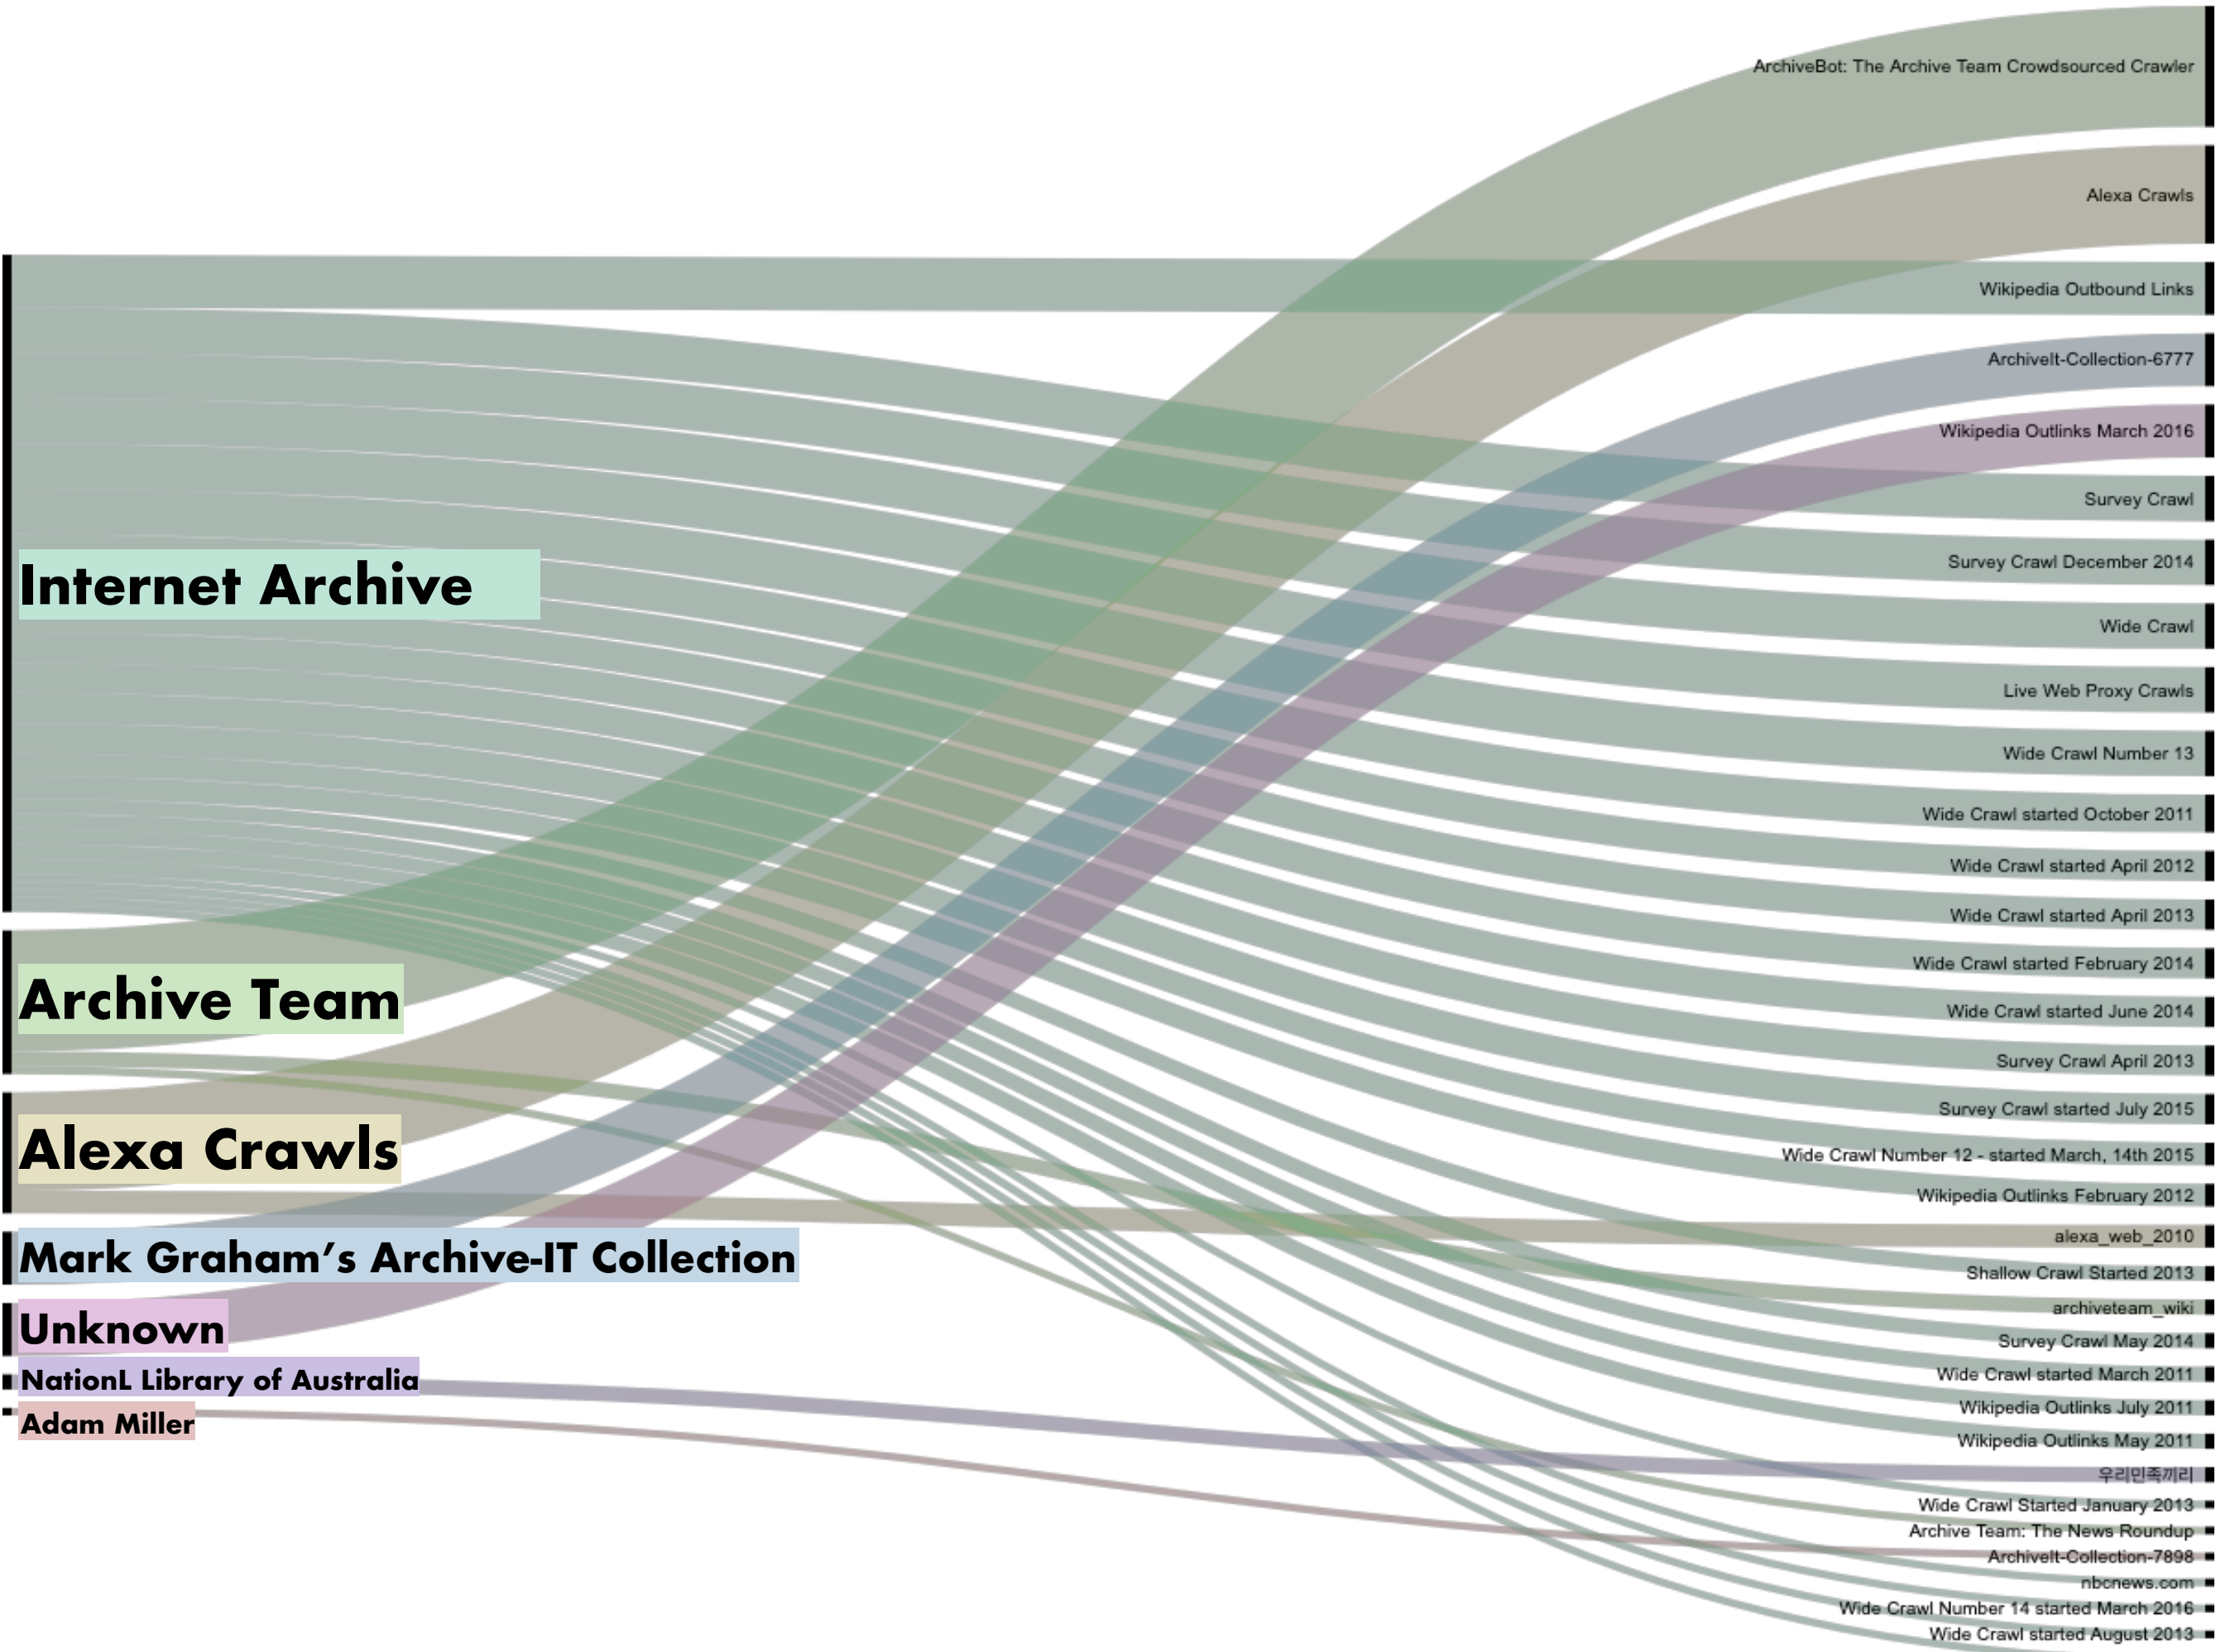 Internet Archive
Archive Team
Alexa Crawls
Mark Graham’s Archive-IT Collection
Unknown
NationL Library of Australia
Adam Miller
ArchiveBot: The Archive Team Crowdsourced Crawler
Alexa Crawls
Wikipedia Outbound Links
ArchiveIt-Collection-6777
Wikipedia Outlinks March 2016
Survey Crawl
Survey Crawl December 2014
Wide Crawl
Live Web Proxy Crawls
Wide Crawl Number 13
Wide Crawl started October 2011
Wide Crawl started April 2012
Wide Crawl started April 2013
Wide Crawl started February 2014
Wide Crawl started June 2014
Survey Crawl April 2013
Survey Crawl started July 2015
Wide Crawl Number 12 - started March, 14th 2015
Wikipedia Outlinks February 2012
alexa_web_2010
Shallow Crawl Started 2013
archiveteam_wiki
Survey Crawl May 2014
Wide Crawl started March 2011
Wikipedia Outlinks July 2011
Wikipedia Outlinks May 2011
우리민족끼리
Wide Crawl Started January 2013
Archive Team: The News Roundup
ArchiveIt-Collection-7898
nbcnews.com
Wide Crawl Number 14 started March 2016
Wide Crawl started August 2013